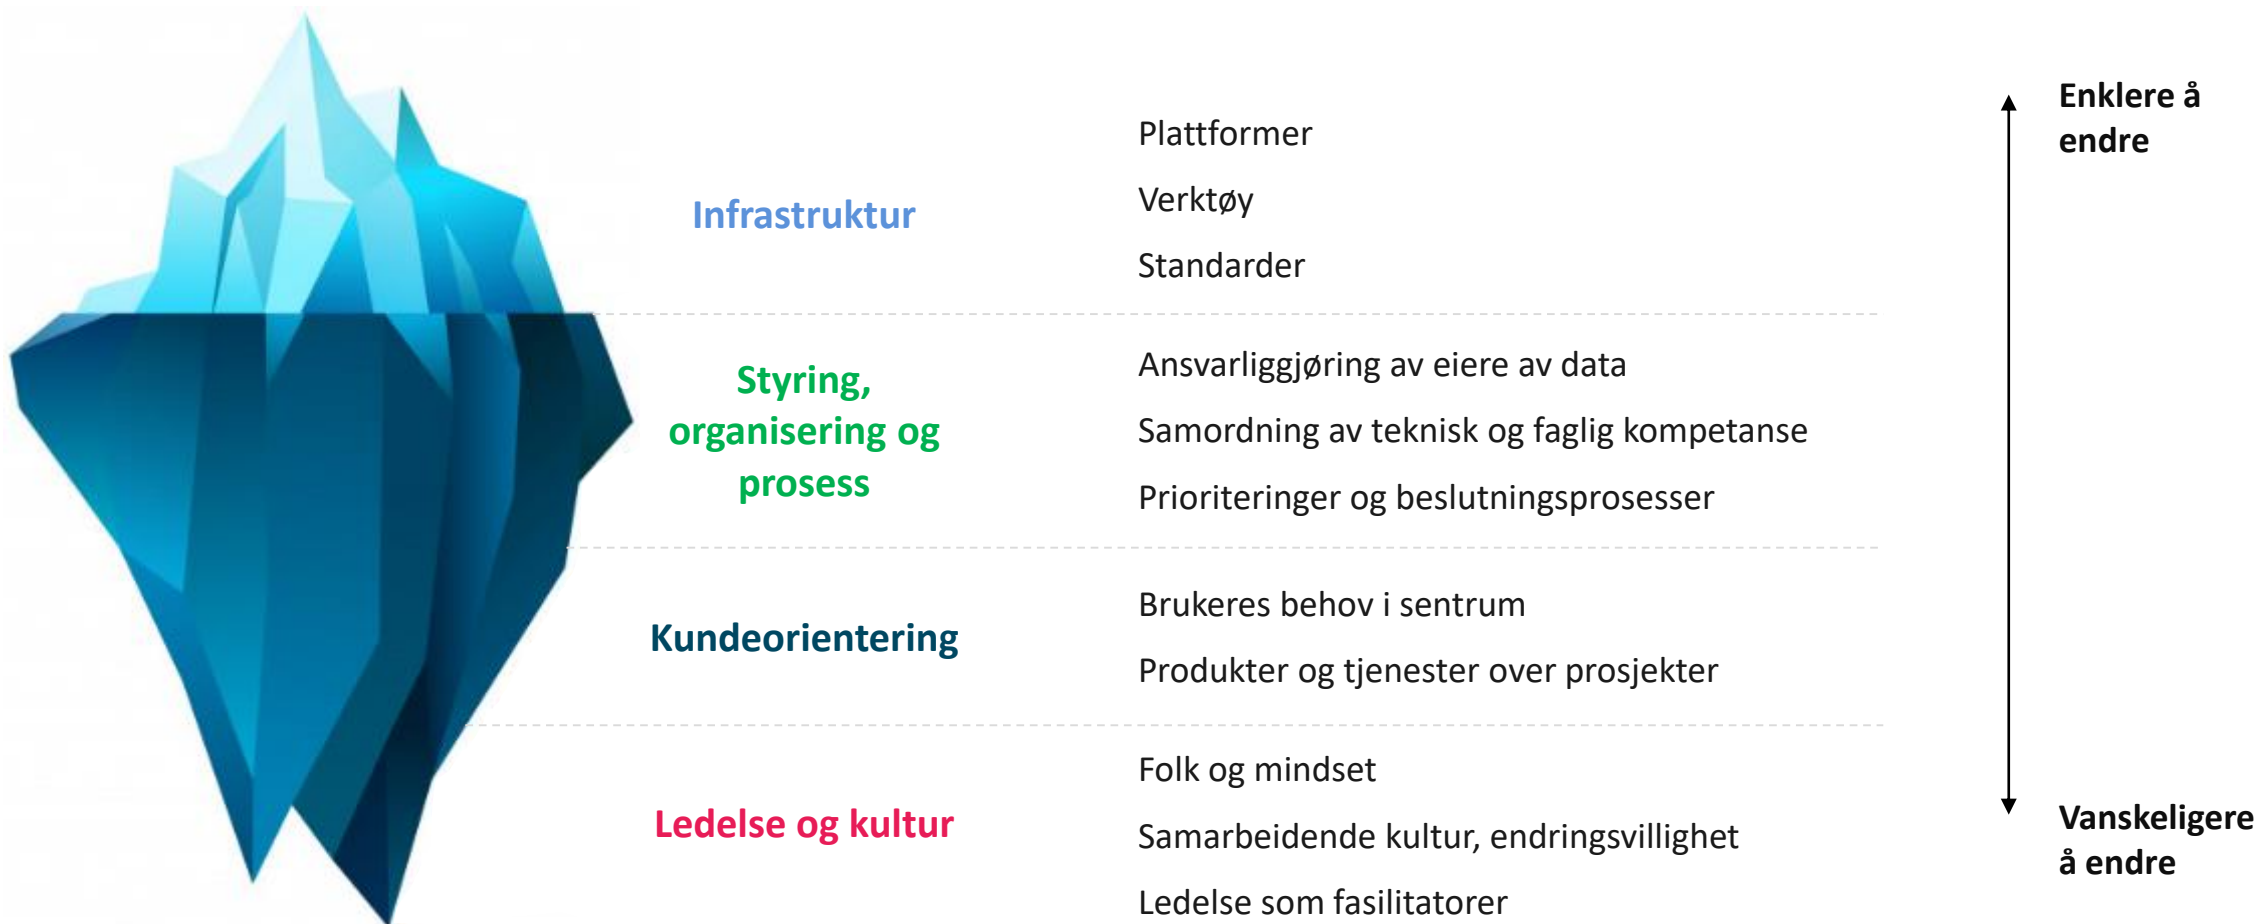 Enklere å
endre
Plattformer
Verktøy
Infrastruktur
Standarder
Ansvarliggjøring av eiere av data
Styring,
organisering og
prosess
Samordning av teknisk og faglig kompetanse
Prioriteringer og beslutningsprosesser
Brukeres behov i sentrum
Kundeorientering
Produkter og tjenester over prosjekter
Folk og mindset
Ledelse og kultur
Samarbeidende kultur, endringsvillighet
Ledelse som fasilitatorer
Vanskeligere
å endre